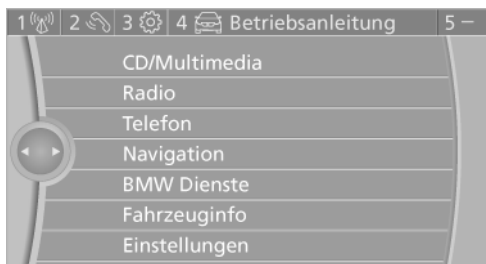 1 2 3 4 Betriebsanleitung 5 –
CD/Multimedia
Radio
Telefon
Navigation
BMW Dienste
Fahrzeuginfo
Einstellungen